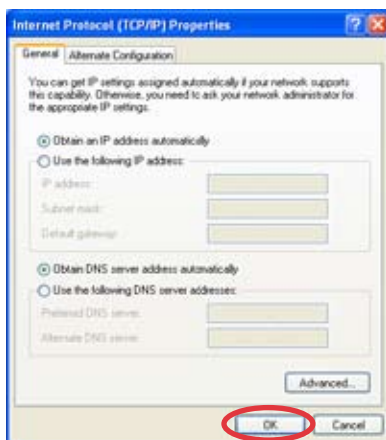 Internet Protocol (TCP/IP) Properties
General
Alternate Configuration
You can get IP settings assigned automatically if your network supports
this capability. Otherwise, you need to ask your network administrator for
the appropriate IP settings.
Obtain an IP address automatically
Use the following IP address:
IP address:
Subnet mask:
Default gateway:
Obtain DNS server address automatically
Use the following DNS server addresses:
Preferred DNS server:
Alternate DNS server:
Advanced...
OK
Cancel